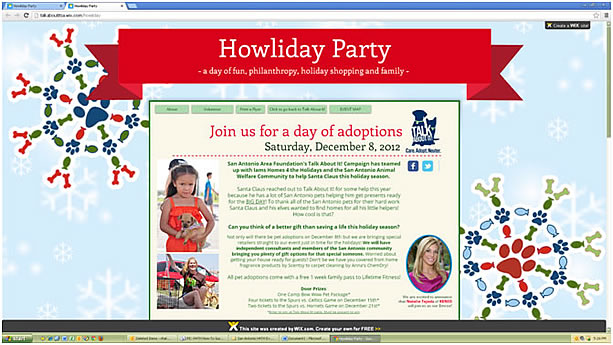 Howliday Party
Howliday Party
talkaboutitsa.wix.com/howliday
Create a WIX site!
Howliday Party
- a day of fun, philanthropy, holiday shopping and family -
About
Volunteer
Print a Flyer
Click to go back to Talk About It!
EVENT MAP
Join us for a day of adoptions
Saturday, December 8, 2012
TALK ABOUT IT!
Care. Adopt. Neuter.
San Antonio Area Foundation's Talk About It! Campaign has teamed
up with Iams Homes 4 the Holidays and the San Antonio Animal
Welfare Community to help Santa Claus this holiday season.
Santa Claus reached out to Talk About It! for some help this year
because he has a lot of San Antonio pets helping him get presents ready
for the BIG DAY! To thank all of the San Antonio pets for their hard work
Santa Claus and his elves wanted to find homes for all his little helpers!
How cool is that?
Can you think of a better gift than saving a life this holiday season?
Not only will there be pet adoptions on December 8th but we are bringing special
retailers straight to our event just in time for the holidays! We will have
independent consultants and members of the San Antonio community
bringing you plenty of gift options for that special someone. Worried about
getting your house ready for guests? Don't be we have you covered from home
fragrance products by Scentsy to carpet cleaning by Anna's ChemDry!
All pet adoptions come with a free 1 week family pass to Lifetime Fitness!
Door Prizes
One Camp Bow Wow Pet Package*
Four tickets to the Spurs vs. Celtics Game on December 15th*
Two tickets to the Spurs vs. Hornets Game on December
We are excited to announce
that Natalie Tejeda of KENS5
will join us as our Emcee!
This site was created by WIX.com. Create your own for FREE >>
start
5:26 PM